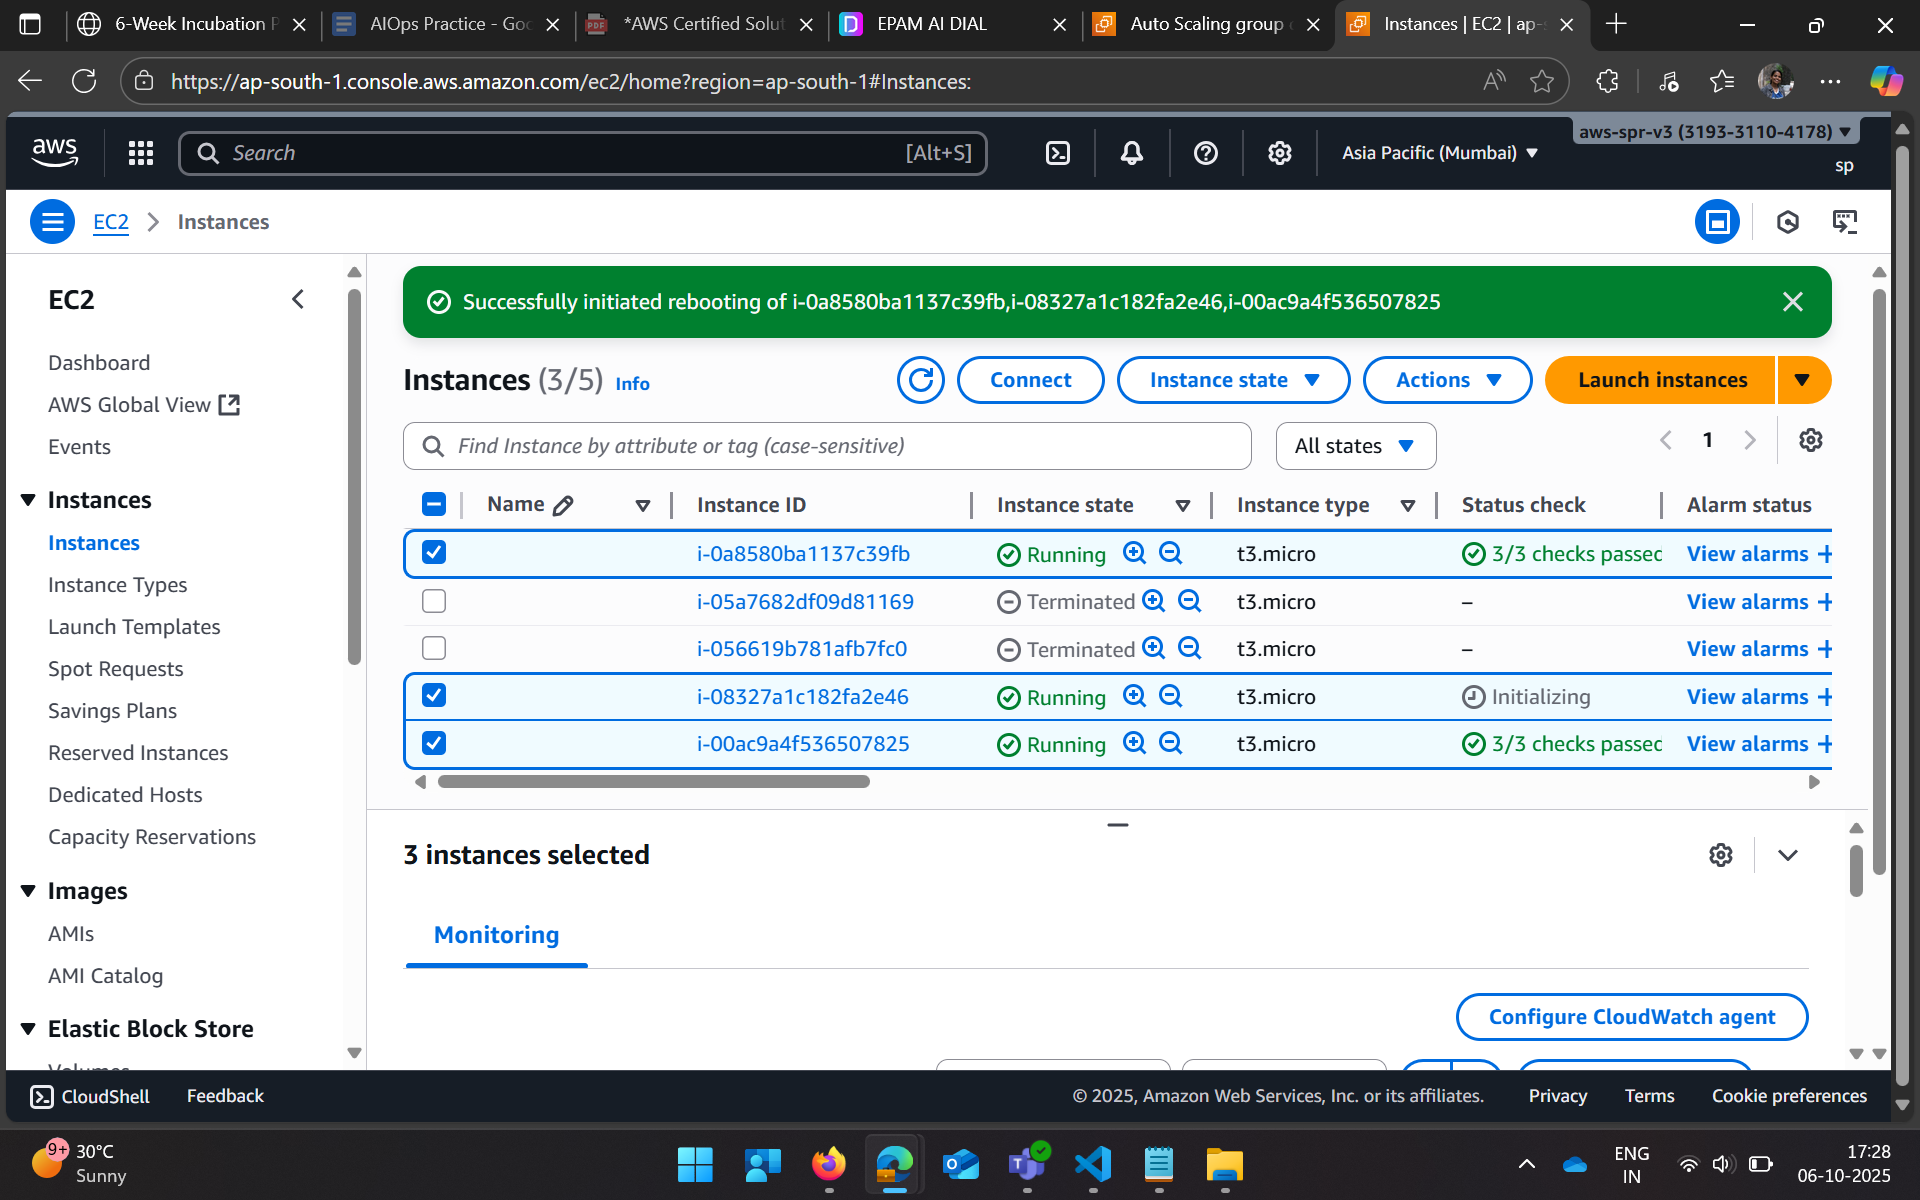 6-Week Incubation P
AIOps Practice - Goo
*AWS Certified Solut
EPAM AI DIAL
Auto Scaling group
Instances | EC2 | ap-s
https://ap-south-1.console.aws.amazon.com/ec2/home?region=ap-south-1#Instances:
aws
Search
[Alt+S]
Asia Pacific (Mumbai)
aws-spr-v3 (3193-3110-4178)
sp
EC2
Instances
EC2
Dashboard
AWS Global View
Events
Instances
Instances
Instance Types
Launch Templates
Spot Requests
Savings Plans
Reserved Instances
Dedicated Hosts
Capacity Reservations
Images
AMIs
AMI Catalog
Elastic Block Store
Volumes
Successfully initiated rebooting of i-0a8580ba1137c39fb,i-08327a1c182fa2e46,i-00ac9a4f536507825
Instances (3/5) Info
Connect
Instance state
Actions
Launch instances
Find Instance by attribute or tag (case-sensitive)
All states
1
Name Instance ID Instance state Instance type Status check Alarm status
i-0a8580ba1137c39fb Running t3.micro 3/3 checks passed View alarms +
i-05a7682df09d81169 Terminated t3.micro – View alarms +
i-056619b781afb7fc0 Terminated t3.micro – View alarms +
i-08327a1c182fa2e46 Running t3.micro Initializing View alarms +
i-00ac9a4f536507825 Running t3.micro 3/3 checks passed View alarms +
3 instances selected
Monitoring
Configure CloudWatch agent
CloudShell
Feedback
© 2025, Amazon Web Services, Inc. or its affiliates.
Privacy
Terms
Cookie preferences
9+
30°C
Sunny
ENG
IN
17:28
06-10-2025